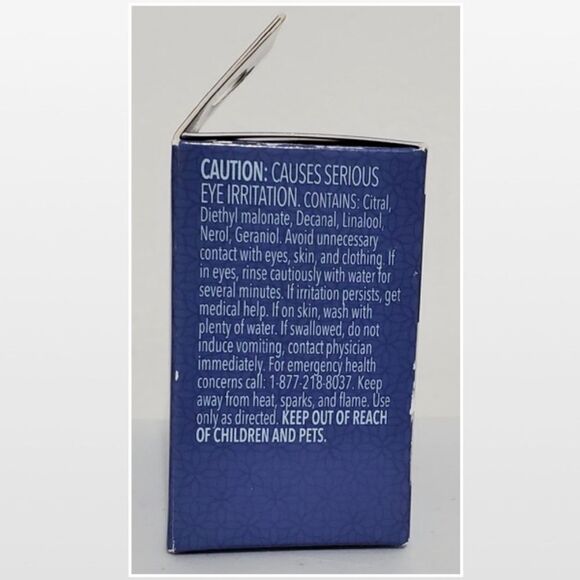 CAUTION: CAUSES SERIOUS
EYE IRRITATION. CONTAINS: Citral,
Diethyl malonate, Decanal, Linalool,
Nerol, Geraniol. Avoid unnecessary
contact with eyes, skin, and clothing. If
in eyes, rinse cautiously with water for
several minutes. If irritation persists, get
medical help. If on skin, wash with
plenty of water. If swallowed, do not
induce vomiting, contact physician
immediately. For emergency health
concerns call: 1-877-218-8037. Keep
away from heat, sparks, and flame. Use
only as directed. KEEP OUT OF REACH
OF CHILDREN AND PETS.